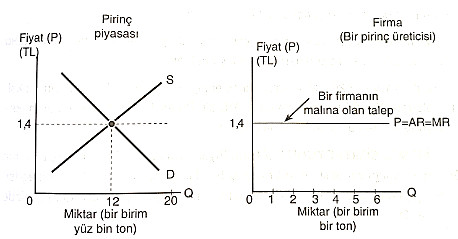 Pirinç
piyasası
Fiyat (P)
(TL)
S
1,4
D
0
12
20
Q
Miktar (bir birim
yüz bin ton)
Firma
(Bir pirinç üreticisi)
Fiyat (P)
(TL)
Bir firmanın
malına olan talep
1,4
P=AR=MR
0 1 2 3 4 5 6
Q
Miktar (bir birim
bin ton)